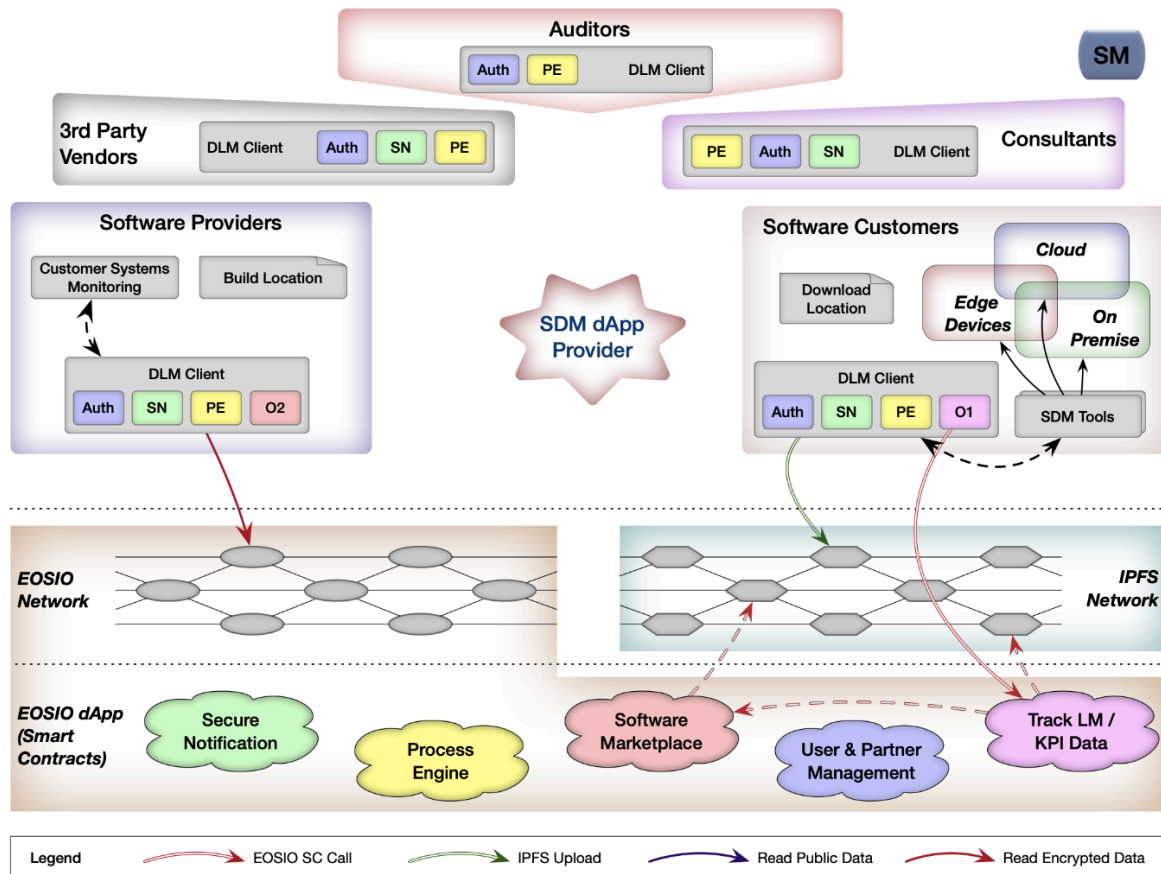 Auditors
Auth
PE
DLM Client
SM
3rd Party
Vendors
DLM Client
Auth
SN
PE
PE
Auth
SN
DLM Client
Consultants
Software Providers
Customer Systems
Monitoring
Build Location
DLM Client
Auth
SN
PE
O2
SDM dApp
Provider
Software Customers
Download
Location
Cloud
Edge
Devices
On
Premise
DLM Client
Auth
SN
PE
O1
SDM Tools
EOSIO
Network
IPFS
Network
EOSIO dApp
(Smart
Contracts)
Secure
Notification
Process
Engine
Software
Marketplace
User & Partner
Management
Track LM /
KPI Data
Legend
EOSIO SC Call
IPFS Upload
Read Public Data
Read Encrypted Data